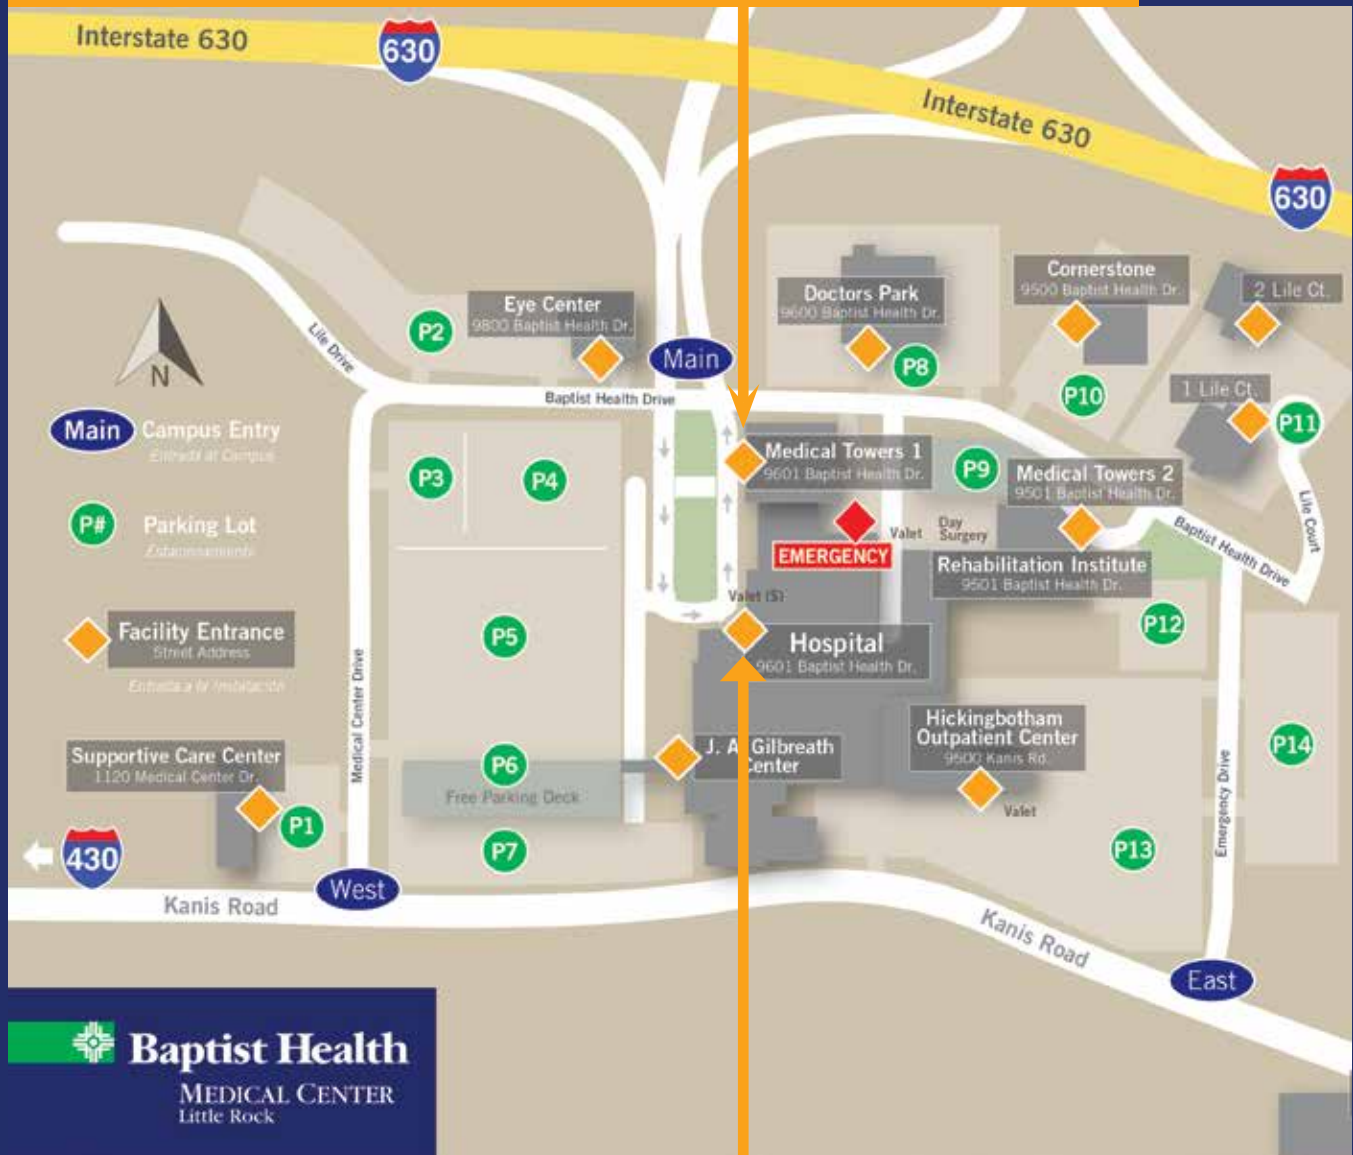 Interstate 630
630
Interstate 630
630
Cornerstone
9500 Baptist Health Dr.
2 Lile Ct.
Doctors Park
9600 Baptist Health Dr.
Eye Center
9800 Baptist Health Dr.
P2
Lile Drive
Main
P8
N
Baptist Health Drive
P10
1 Lile Ct.
P11
Main
Campus Entry
Entrada al Campus
P3
P4
Medical Towers 1
9601 Baptist Health Dr.
P9
Medical Towers 2
9501 Baptist Health Dr.
Lile Court
P#
Parking Lot
Estacionamiento
Valet
Day
Surgery
Baptist Health Drive
EMERGENCY
Rehabilitation Institute
9501 Baptist Health Dr.
Valet ($)
Facility Entrance
Street Address
Entrada a la Instalación
P5
Hospital
9601 Baptist Health Dr.
P12
Medical Center Drive
Hickingbotham
Outpatient Center
9500 Kanis Rd.
Supportive Care Center
1120 Medical Center Dr.
P6
Free Parking Deck
J. A. Gilbreath
Center
P14
Valet
Emergency Drive
P1
P7
P13
430
West
Kanis Road
Kanis Road
East
Baptist Health
MEDICAL CENTER
Little Rock